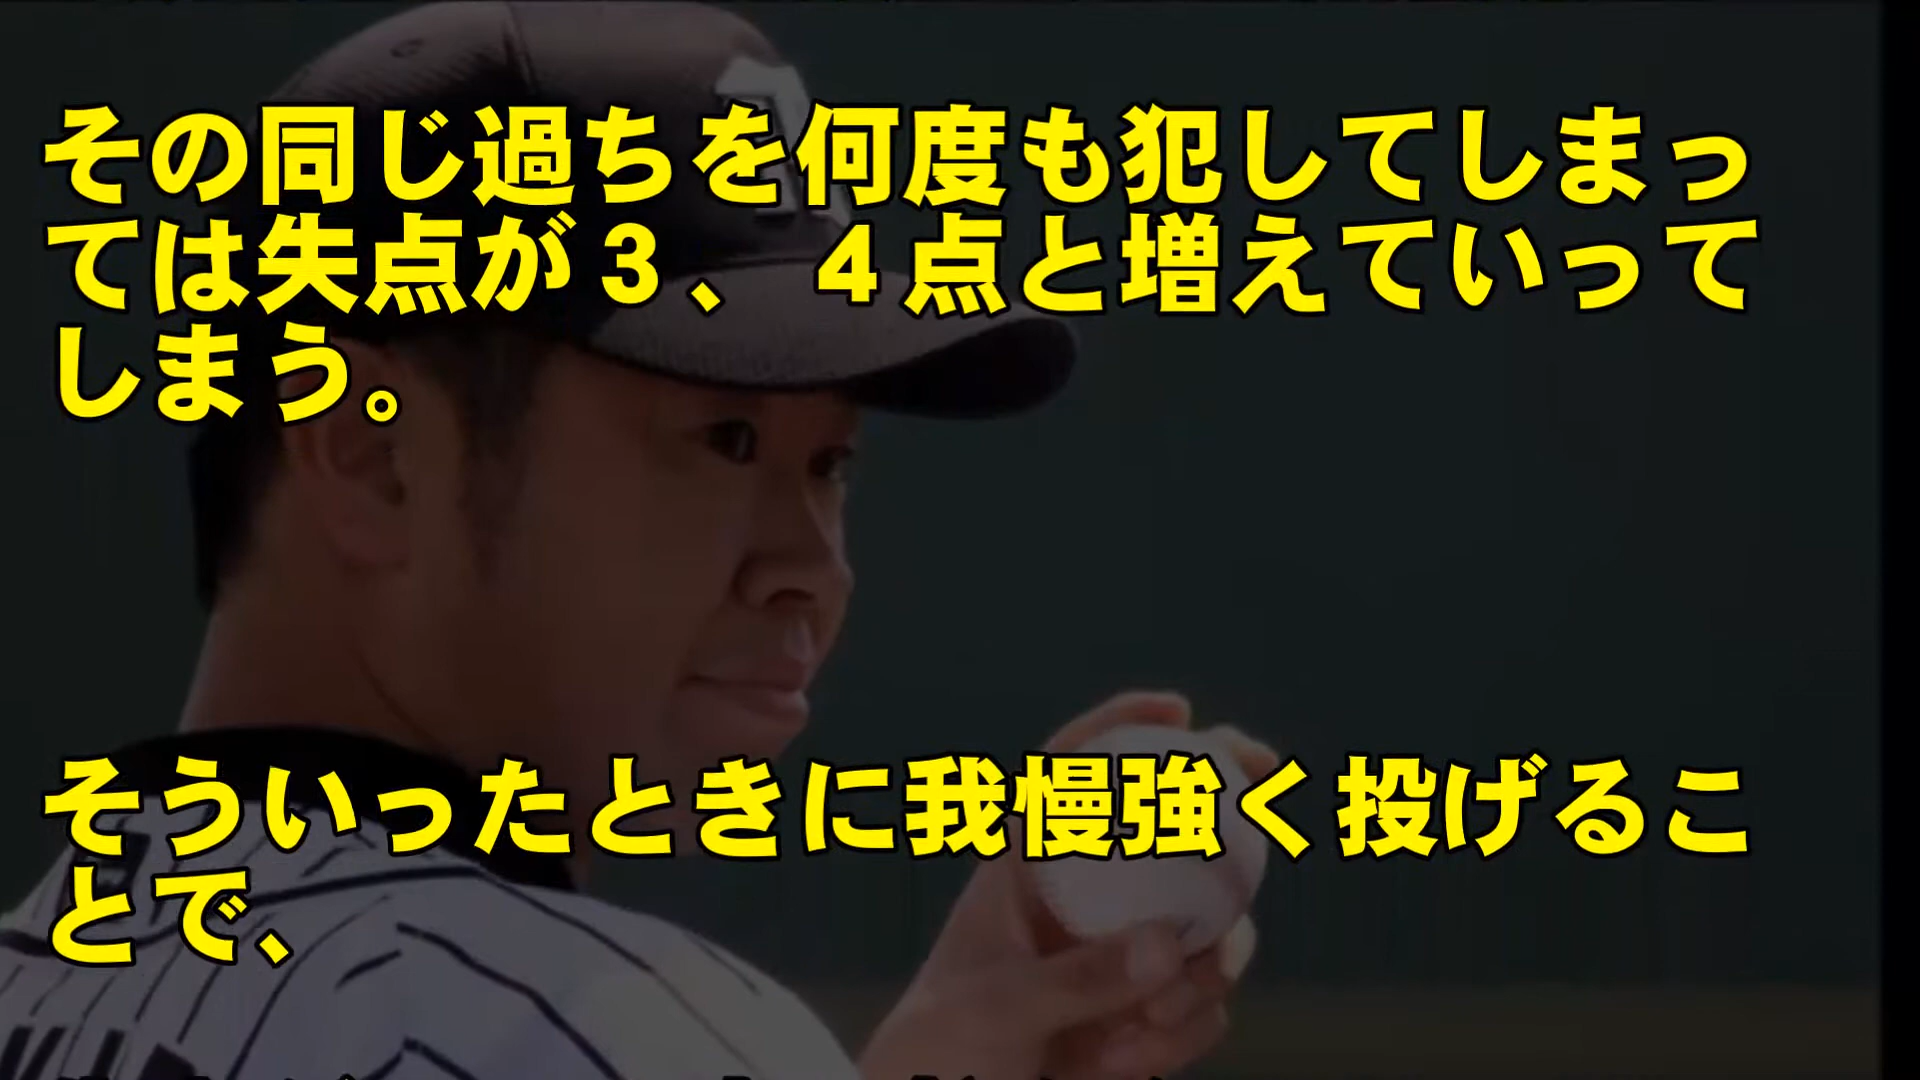 その同じ過ちを何度も犯してしまっ
ては失点が３、４点と増えていって
しまう。
そういったときに我慢強く投げるこ
とで、